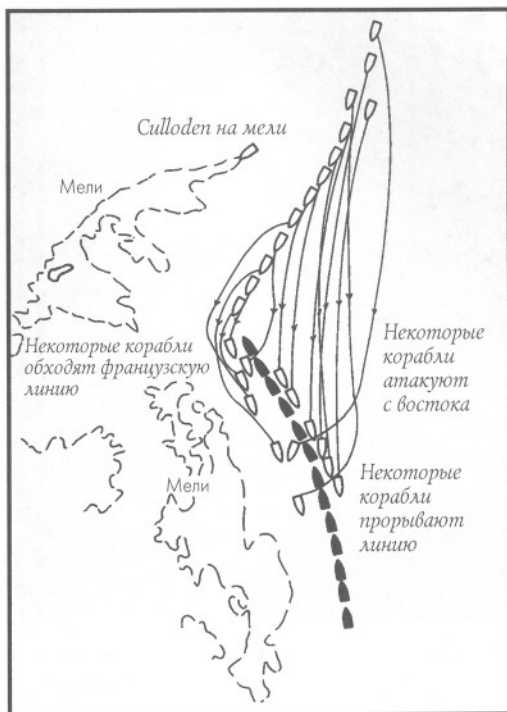 Culloden на мели
Мели
Некоторые корабли
обходят французскую
линию
Некоторые
корабли
атакуют
с востока
Мели
Некоторые
корабли
прорывают
линию